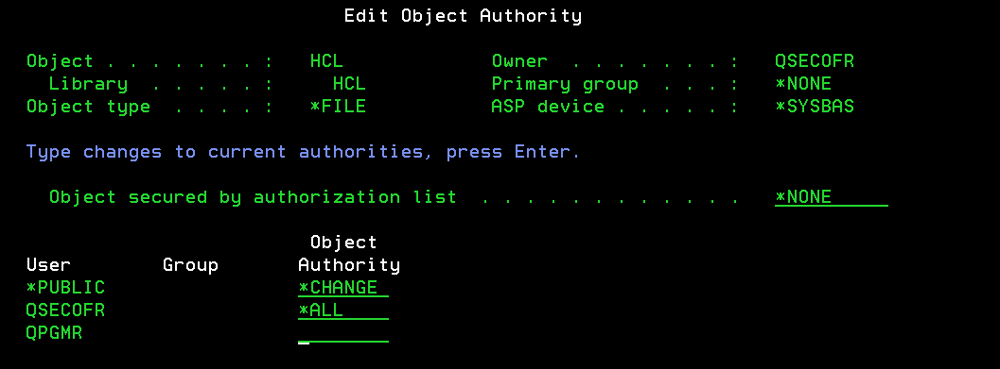 Edit Object Authority
Object . . . . . . . :   HCL             Owner  . . . . . . . :   QSECOFR
Library  . . . . . :     HCL           Primary group  . . . :   *NONE
Object type  . . . . :   *FILE           ASP device . . . . . :   *SYSBAS
Type changes to current authorities, press Enter.
Object secured by authorization list  . . . . . . . . . . . .   *NONE
Object
User        Group       Authority
*PUBLIC                 *CHANGE
QSECOFR                 *ALL
QPGMR